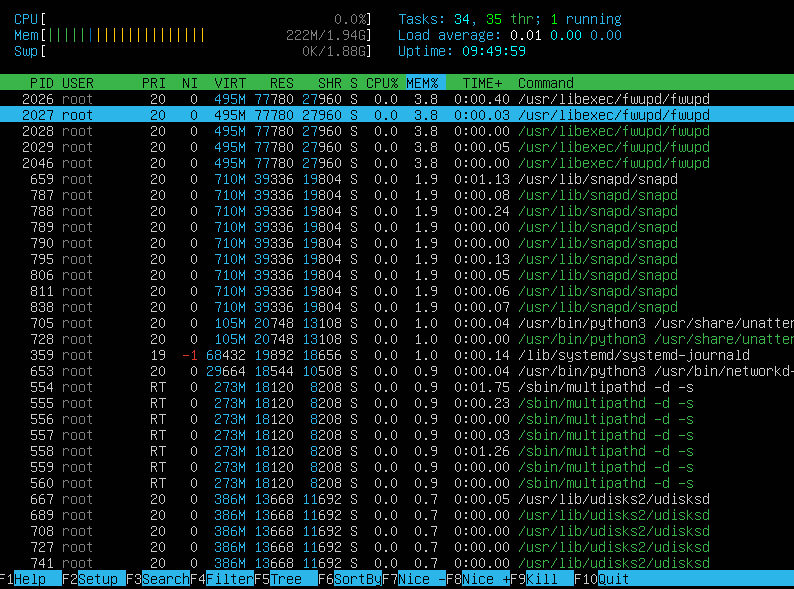 CPU[ 0.0%] Tasks: 34, 35 thr; 1 running
Mem[||||||||||||||||||||| 222M/1.94G] Load average: 0.01 0.00 0.00
Swp[ 0K/1.88G] Uptime: 09:49:59
PID USER PRI NI VIRT RES SHR S CPU% MEM% TIME+ Command
2026 root 20 0 495M 77780 27960 S 0.0 3.8 0:00.40 /usr/libexec/fwupd/fwupd
2027 root 20 0 495M 77780 27960 S 0.0 3.8 0:00.03 /usr/libexec/fwupd/fwupd
2028 root 20 0 495M 77780 27960 S 0.0 3.8 0:00.00 /usr/libexec/fwupd/fwupd
2029 root 20 0 495M 77780 27960 S 0.0 3.8 0:00.05 /usr/libexec/fwupd/fwupd
2046 root 20 0 495M 77780 27960 S 0.0 3.8 0:00.00 /usr/libexec/fwupd/fwupd
659 root 20 0 710M 39336 19804 S 0.0 1.9 0:01.13 /usr/lib/snapd/snapd
787 root 20 0 710M 39336 19804 S 0.0 1.9 0:00.08 /usr/lib/snapd/snapd
788 root 20 0 710M 39336 19804 S 0.0 1.9 0:00.24 /usr/lib/snapd/snapd
789 root 20 0 710M 39336 19804 S 0.0 1.9 0:00.00 /usr/lib/snapd/snapd
790 root 20 0 710M 39336 19804 S 0.0 1.9 0:00.00 /usr/lib/snapd/snapd
795 root 20 0 710M 39336 19804 S 0.0 1.9 0:00.13 /usr/lib/snapd/snapd
806 root 20 0 710M 39336 19804 S 0.0 1.9 0:00.05 /usr/lib/snapd/snapd
811 root 20 0 710M 39336 19804 S 0.0 1.9 0:00.06 /usr/lib/snapd/snapd
838 root 20 0 710M 39336 19804 S 0.0 1.9 0:00.07 /usr/lib/snapd/snapd
705 root 20 0 105M 20748 13108 S 0.0 1.0 0:00.04 /usr/bin/python3 /usr/share/unatter
728 root 20 0 105M 20748 13108 S 0.0 1.0 0:00.00 /usr/bin/python3 /usr/share/unatter
359 root 19 -1 68432 19892 18656 S 0.0 1.0 0:00.14 /lib/systemd/systemd-journald
653 root 20 0 29664 18544 10508 S 0.0 0.9 0:00.04 /usr/bin/python3 /usr/bin/networkd-
554 root RT 0 273M 18120 8208 S 0.0 0.9 0:01.75 /sbin/multipathd -d -s
555 root RT 0 273M 18120 8208 S 0.0 0.9 0:00.23 /sbin/multipathd -d -s
556 root RT 0 273M 18120 8208 S 0.0 0.9 0:00.00 /sbin/multipathd -d -s
557 root RT 0 273M 18120 8208 S 0.0 0.9 0:00.03 /sbin/multipathd -d -s
558 root RT 0 273M 18120 8208 S 0.0 0.9 0:01.26 /sbin/multipathd -d -s
559 root RT 0 273M 18120 8208 S 0.0 0.9 0:00.00 /sbin/multipathd -d -s
560 root RT 0 273M 18120 8208 S 0.0 0.9 0:00.00 /sbin/multipathd -d -s
667 root 20 0 386M 13668 11692 S 0.0 0.7 0:00.05 /usr/lib/udisks2/udisksd
689 root 20 0 386M 13668 11692 S 0.0 0.7 0:00.00 /usr/lib/udisks2/udisksd
708 root 20 0 386M 13668 11692 S 0.0 0.7 0:00.00 /usr/lib/udisks2/udisksd
727 root 20 0 386M 13668 11692 S 0.0 0.7 0:00.00 /usr/lib/udisks2/udisksd
741 root 20 0 386M 13668 11692 S 0.0 0.7 0:00.00 /usr/lib/udisks2/udisksd
F1Help F2Setup F3SearchF4FilterF5Tree F6SortByF7Nice -F8Nice +F9Kill F10Quit